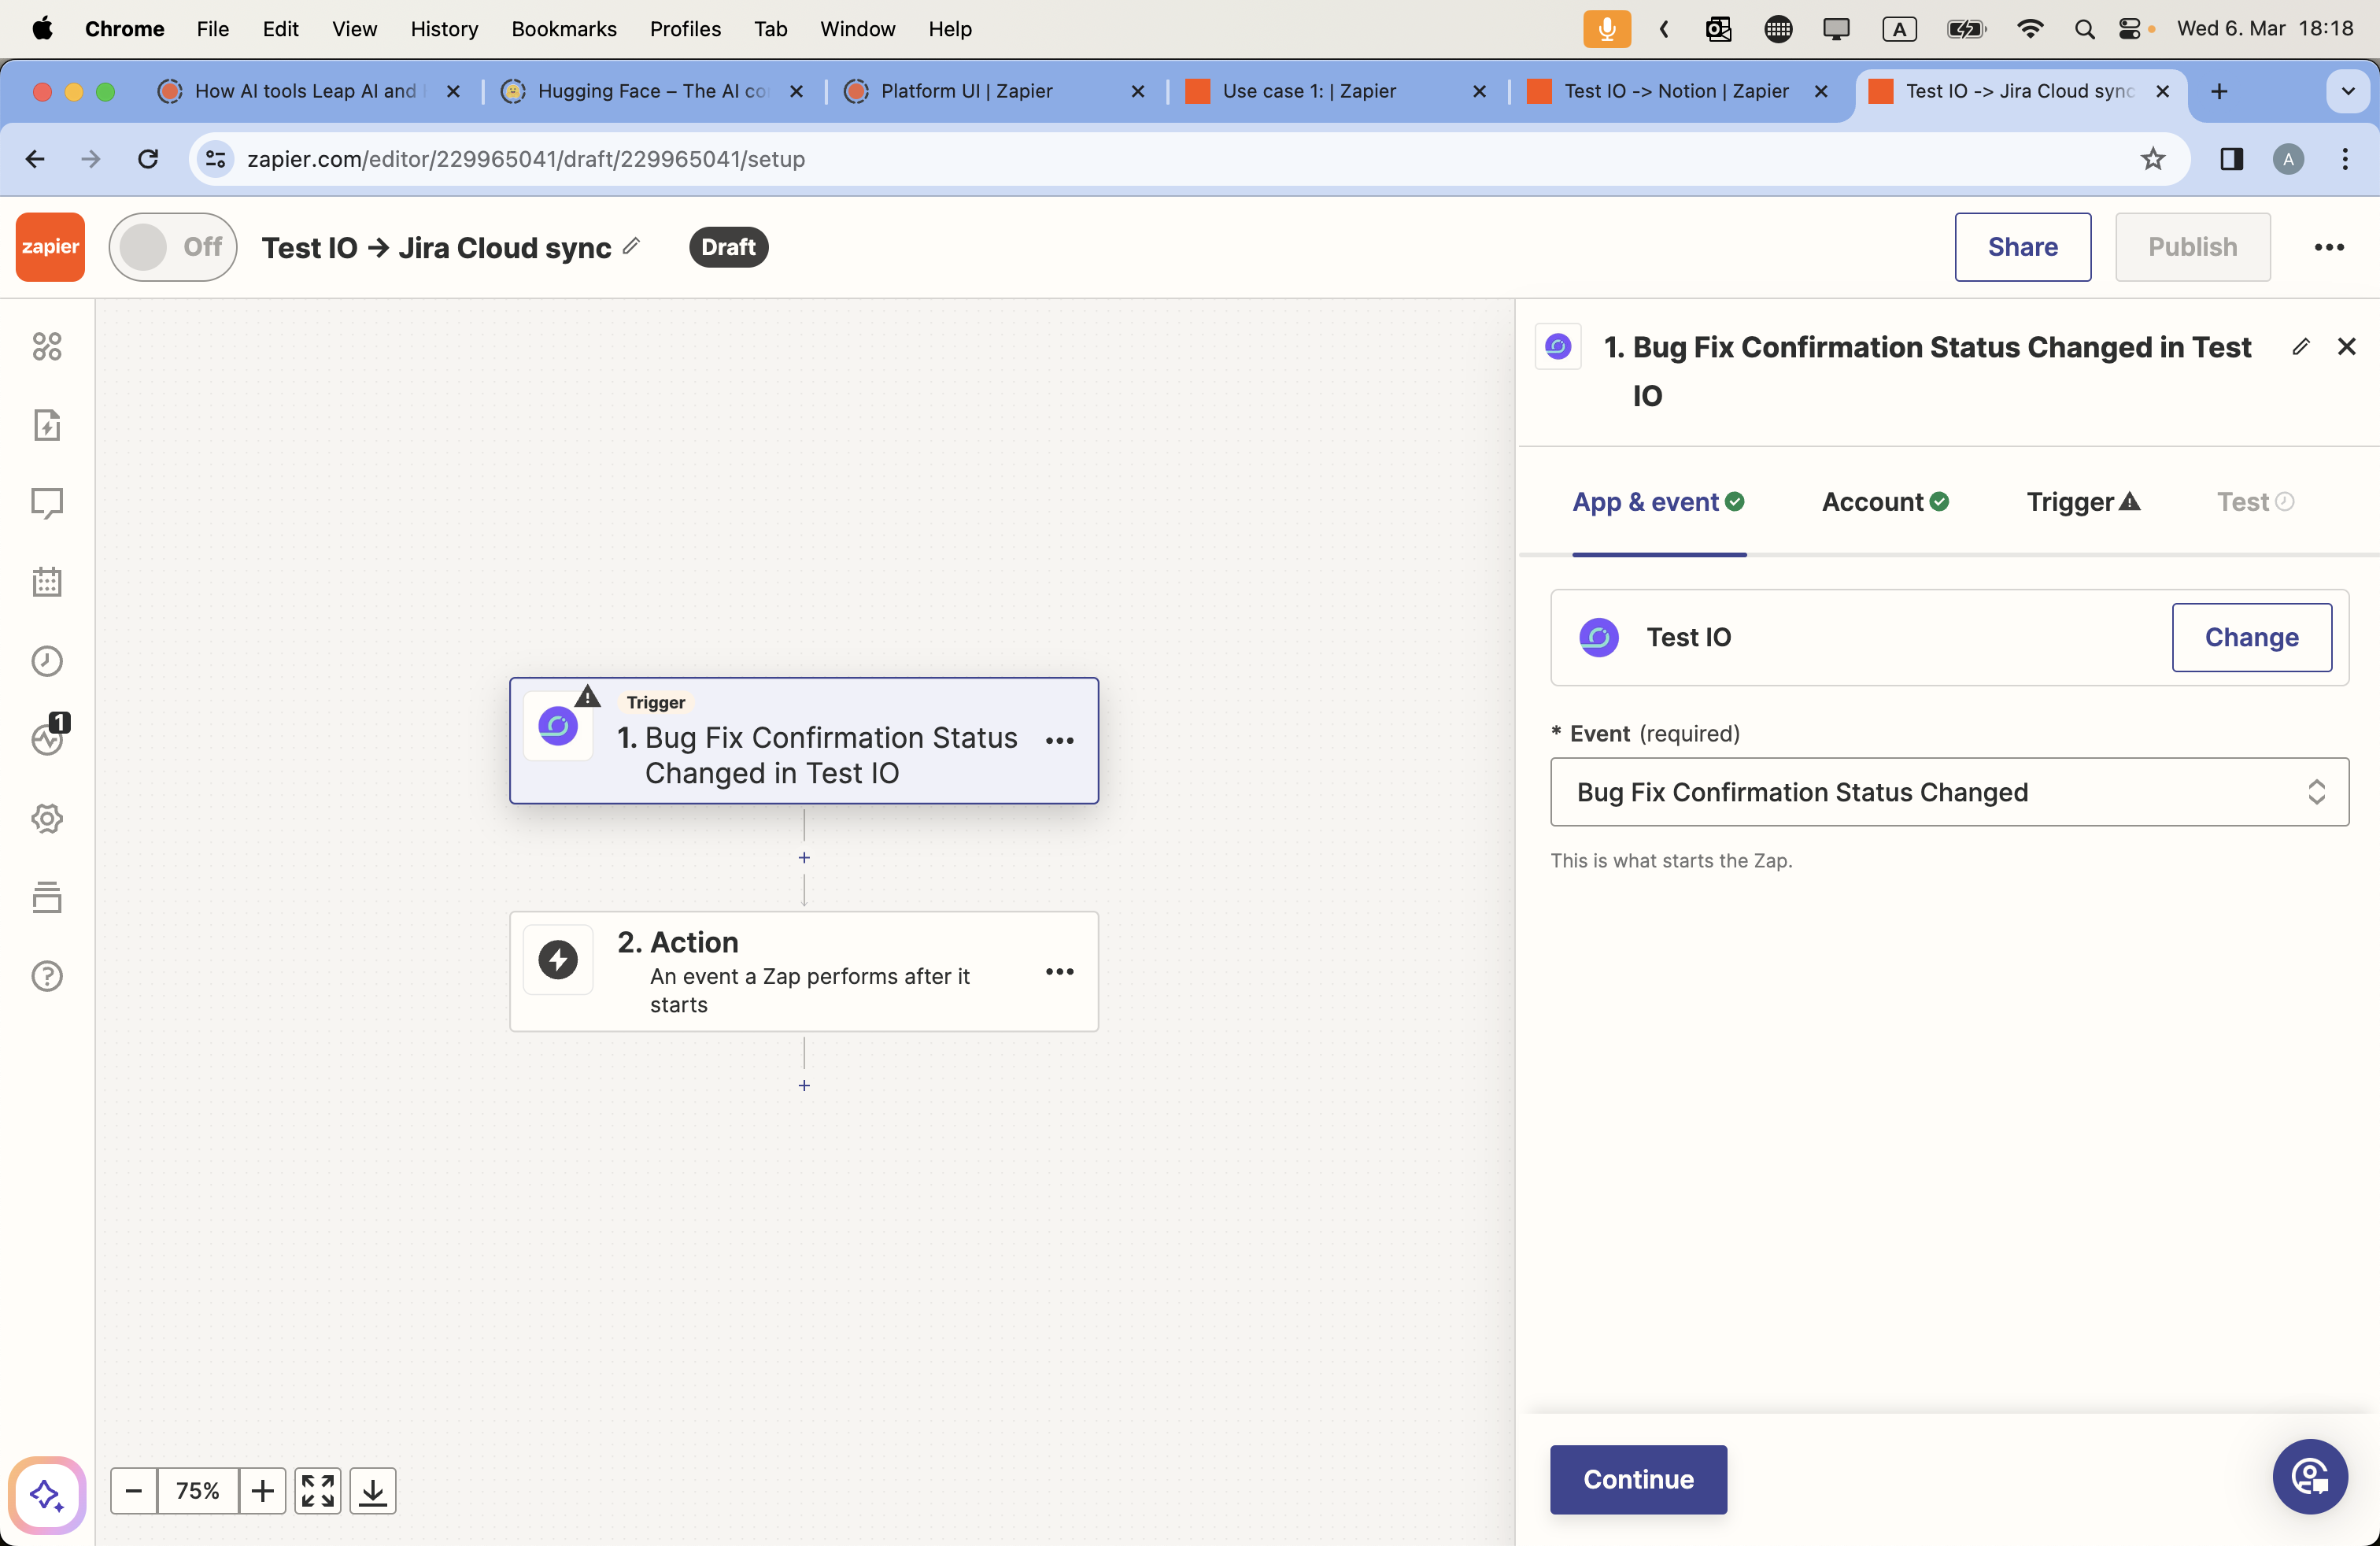 Chrome File Edit View History Bookmarks Profiles Tab Window Help
A
Wed 6. Mar 18:18
How AI tools Leap AI and
Hugging Face – The AI co
Platform UI | Zapier
Use case 1: | Zapier
Test IO -> Notion | Zapier
Test IO -> Jira Cloud sync
zapier.com/editor/229965041/draft/229965041/setup
A
zapier
Off
Test IO → Jira Cloud sync
Draft
Share
Publish
1
Trigger
1. Bug Fix Confirmation Status
Changed in Test IO
2. Action
An event a Zap performs after it
starts
75%
1. Bug Fix Confirmation Status Changed in Test
IO
App & event
Account
Trigger
Test
Test IO
Change
* Event (required)
Bug Fix Confirmation Status Changed
This is what starts the Zap.
Continue